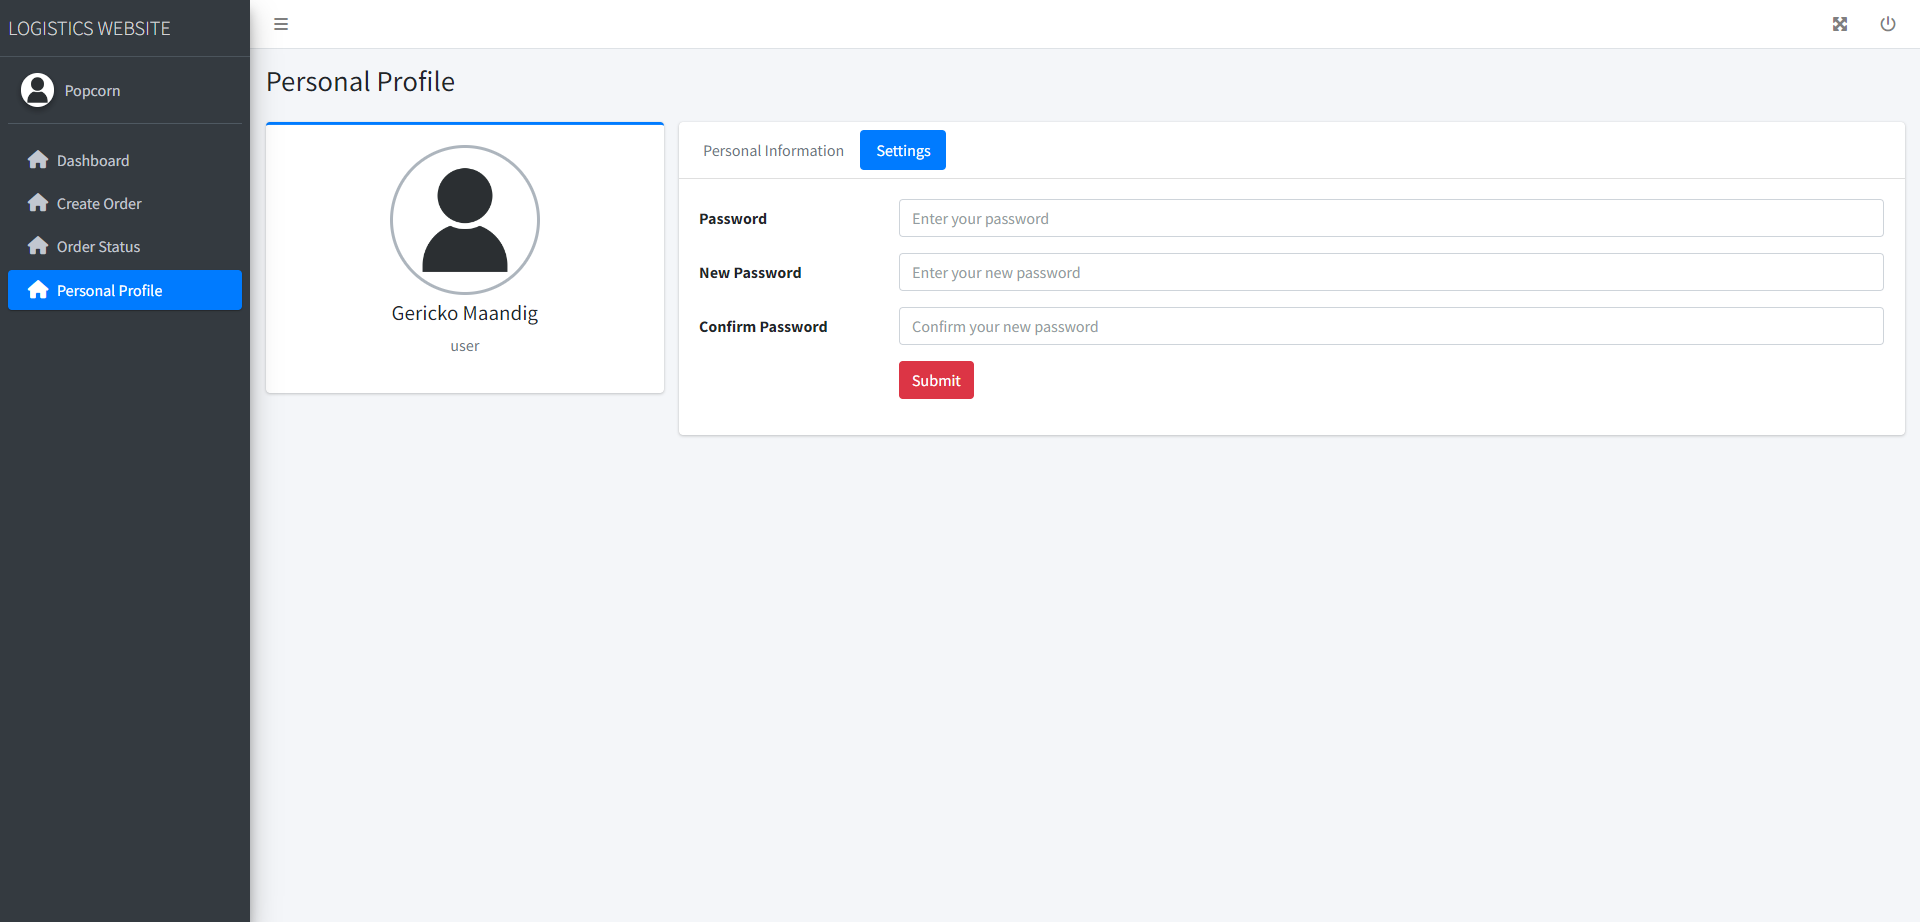 LOGISTICS WEBSITE
Popcorn
Dashboard
Create Order
Order Status
Personal Profile
Personal Profile
Gericko Maandig
user
Personal Information
Settings
Password
Enter your password
New Password
Enter your new password
Confirm Password
Confirm your new password
Submit